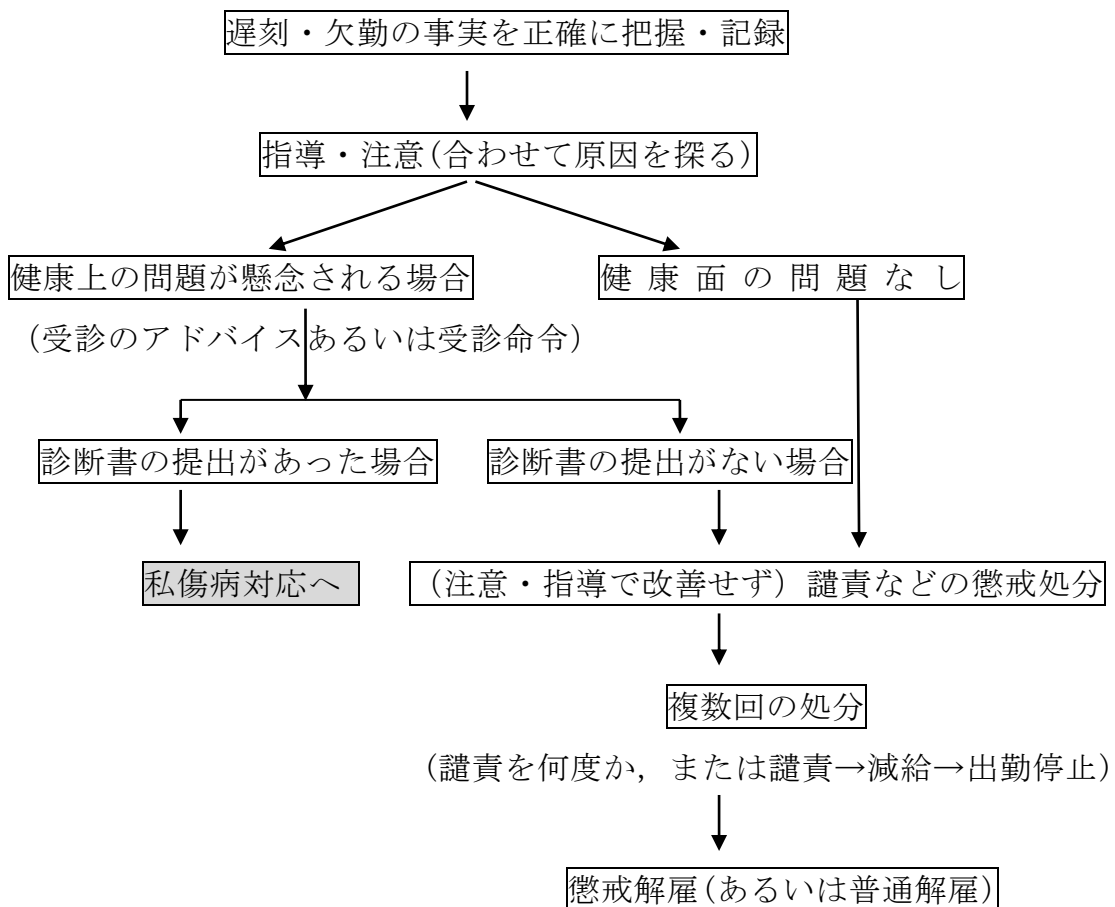 遅刻・欠勤の事実を正確に把握・記録
指導・注意(合わせて原因を探る)
健康上の問題が懸念される場合
健康面の問題なし
(受診のアドバイスあるいは受診命令)
診断書の提出があった場合
診断書の提出がない場合
私傷病対応へ
(注意・指導で改善せず)譴責などの懲戒処分
複数回の処分
(譴責を何度か,または譴責→減給→出勤停止)
懲戒解雇(あるいは普通解雇)